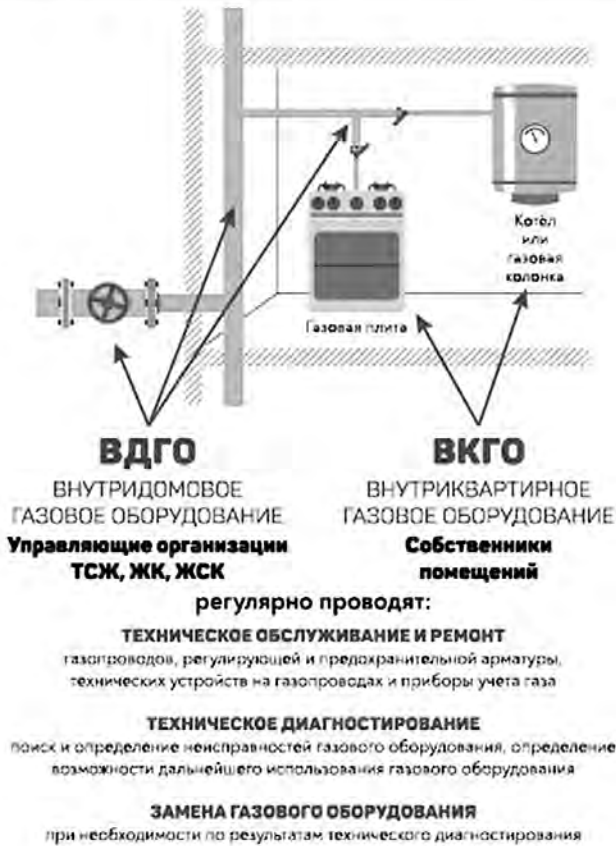 Котёл
или
газовая
колонка
Газовая плита
ВДГО
ВНУТРИДОМОВОЕ
ГАЗОВОЕ ОБОРУДОВАНИЕ
Управляющие организации
ТСЖ, ЖК, ЖСК
ВКГО
ВНУТРИКВАРТИРНОЕ
ГАЗОВОЕ ОБОРУДОВАНИЕ
Собственники
помещений
регулярно проводят:
ТЕХНИЧЕСКОЕ ОБСЛУЖИВАНИЕ И РЕМОНТ
газопроводов, регулирующей и предохранительной арматуры,
технических устройств на газопроводах и приборы учета газа
ТЕХНИЧЕСКОЕ ДИАГНОСТИРОВАНИЕ
поиск и определение неисправностей газового оборудования, определение
возможности дальнейшего использования газового оборудования
ЗАМЕНА ГАЗОВОГО ОБОРУДОВАНИЯ
при необходимости по результатам технического диагностирования